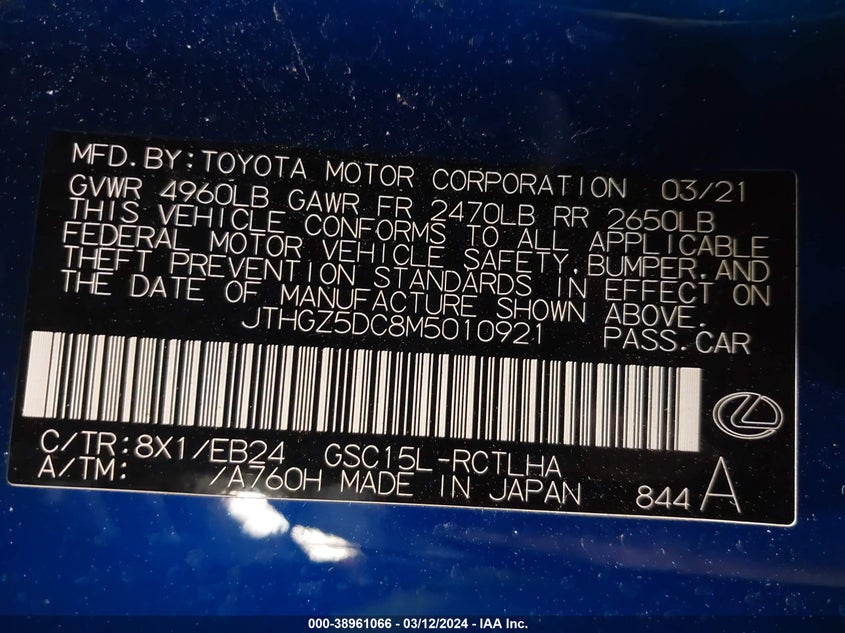 MFD.BY:TOYOTA MOTOR CORPORATION 03/21
GVWR 4960LB GAWR FR 2470LB RR 2650LB
THIS VEHICLE CONFORMS TO ALL APPLICABLE
FEDERAL MOTOR VEHICLE SAFETY,BUMPER,AND
THEFT PREVENTION STANDARDS IN EFFECT ON
THE DATE OF MANUFACTURE SHOWN ABOVE.
JTHGZ5DC8M5010921 PASS.CAR
C/TR:8X1/EB24 GSC15L-RCTLHA
A/TM: /A760H MADE IN JAPAN 844 A
000-38961066 - 03/12/2024 - IAA Inc.